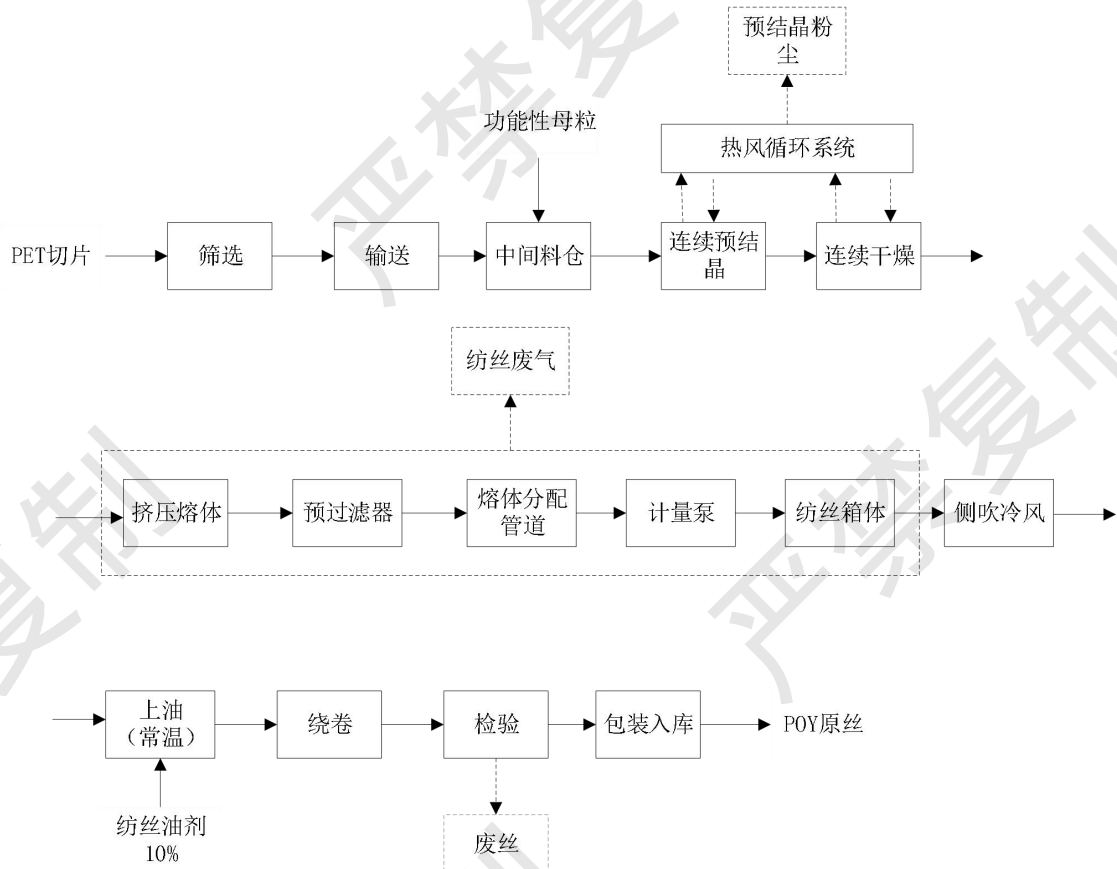 预结晶粉
尘
功能性母粒
热风循环系统
PET切片
筛选
输送
中间料仓
连续预结
晶
连续干燥
纺丝废气
挤压熔体
预过滤器
熔体分配
管道
计量泵
纺丝箱体
侧吹冷风
上油
（常温）
绕卷
检验
包装入库
POY原丝
纺丝油剂
10%
废丝
严禁复制
严禁复制
复制
制